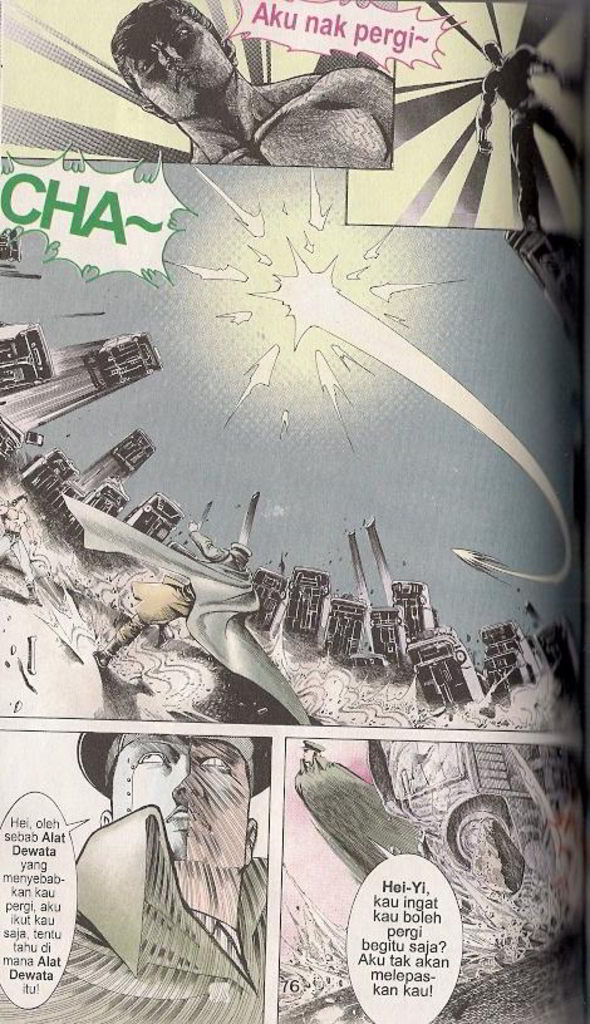 Aku nak pergi~
CHA~
Hei, oleh
sebab Alat
Dewata
yang
menyebab-
kan kau
pergi, aku
ikut kau
saja, tentu
tahu di
mana Alat
Dewata
itu!
Hei-Yi,
kau ingat
kau boleh
pergi
begitu saja?
Aku tak akan
melepas-
kan kau!
76